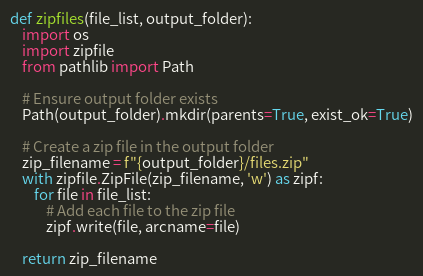 def zipfiles(file_list, output_folder):
    import os
    import zipfile
    from pathlib import Path

    # Ensure output folder exists
    Path(output_folder).mkdir(parents=True, exist_ok=True)

    # Create a zip file in the output folder
    zip_filename = f"{output_folder}/files.zip"
    with zipfile.ZipFile(zip_filename, 'w') as zipf:
        for file in file_list:
            # Add each file to the zip file
            zipf.write(file, arcname=file)

    return zip_filename